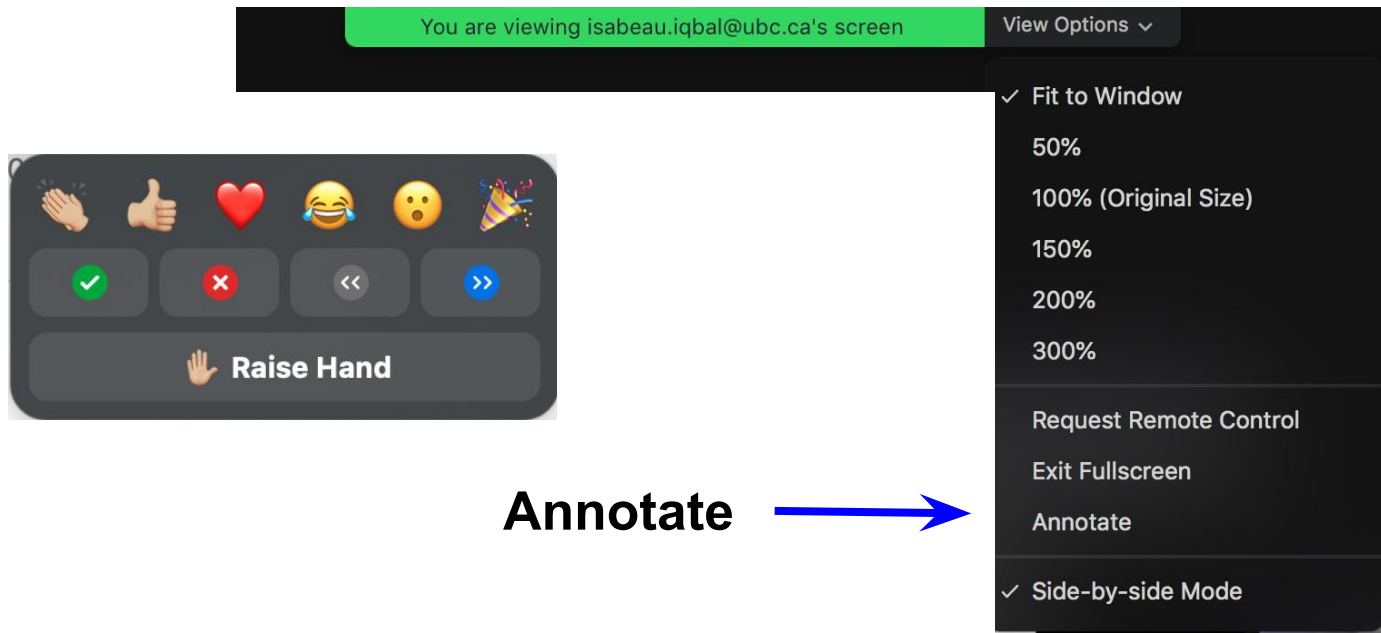 You are viewing isabeau.iqbal@ubc.ca's screen
View Options
Fit to Window
50%
100% (Original Size)
150%
200%
300%
Request Remote Control
Exit Fullscreen
Annotate
Side-by-side Mode
Raise Hand
Annotate